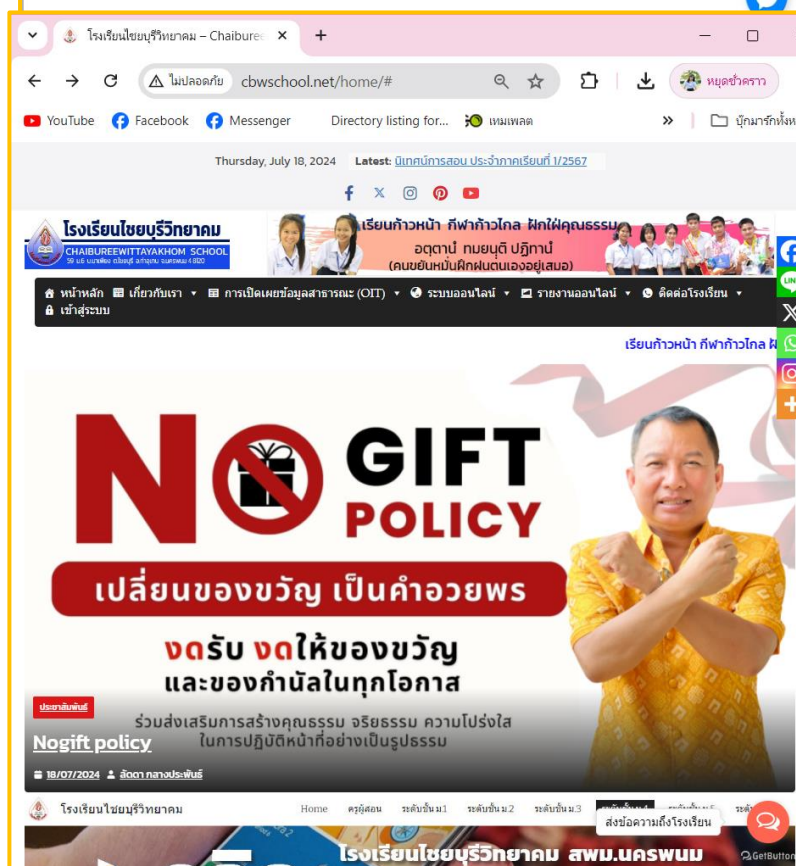 โรงเรียนไชยบุรีวิทยาคม – Chaiburee
ไม่ปลอดภัย cbwschool.net/home/# หยุดชั่วคราว
YouTube Facebook Messenger Directory listing for... เทมเพลต » บุ๊กมาร์กทั้งห
Thursday, July 18, 2024 Latest: นิเทศน์การสอน ประจำภาคเรียนที่ 1/2567
โรงเรียนไชยบุรีวิทยาคม
CHAIBUREEWITTAYAKHOM SCHOOL
เรียนก้าวหน้า กีฬาก้าวไกล ฝักใฝ่คุณธรรม
อตฺตานํ ทมยนฺติ ปฺฑิตานํ
(คนขยันหมั่นฝึกฝนตนเองอยู่เสมอ)
หน้าหลัก เกี่ยวกับเรา การเปิดเผยข้อมูลสาธารณะ (OIT) ระบบออนไลน์ รายงานออนไลน์ ติดต่อโรงเรียน
เข้าสู่ระบบ
เรียนก้าวหน้า กีฬาก้าวไกล ฝั
LIN
NO GIFT
POLICY
เปลี่ยนของขวัญ เป็นคำอวยพร
งดรับ งดให้ของขวัญ
และของกำนัลในทุกโอกาส
ประชาสัมพันธ์
ร่วมส่งเสริมการสร้างคุณธรรม จริยธรรม ความโปร่งใส
Nogift policy
ในการปฏิบัติหน้าที่อย่างเป็นรูปธรรม
18/07/2024 ลัดดา กลางประพันธ์
โรงเรียนไชยบุรีวิทยาคม Home ครูผู้สอน ระดับชั้น ม.1 ระดับชั้น ม.2 ระดับชั้น ม.3
ส่งข้อความถึงโรงเรียน
โรงเรียนไชยบุรีวิทยาคม สพม.นครพนม
GetButton